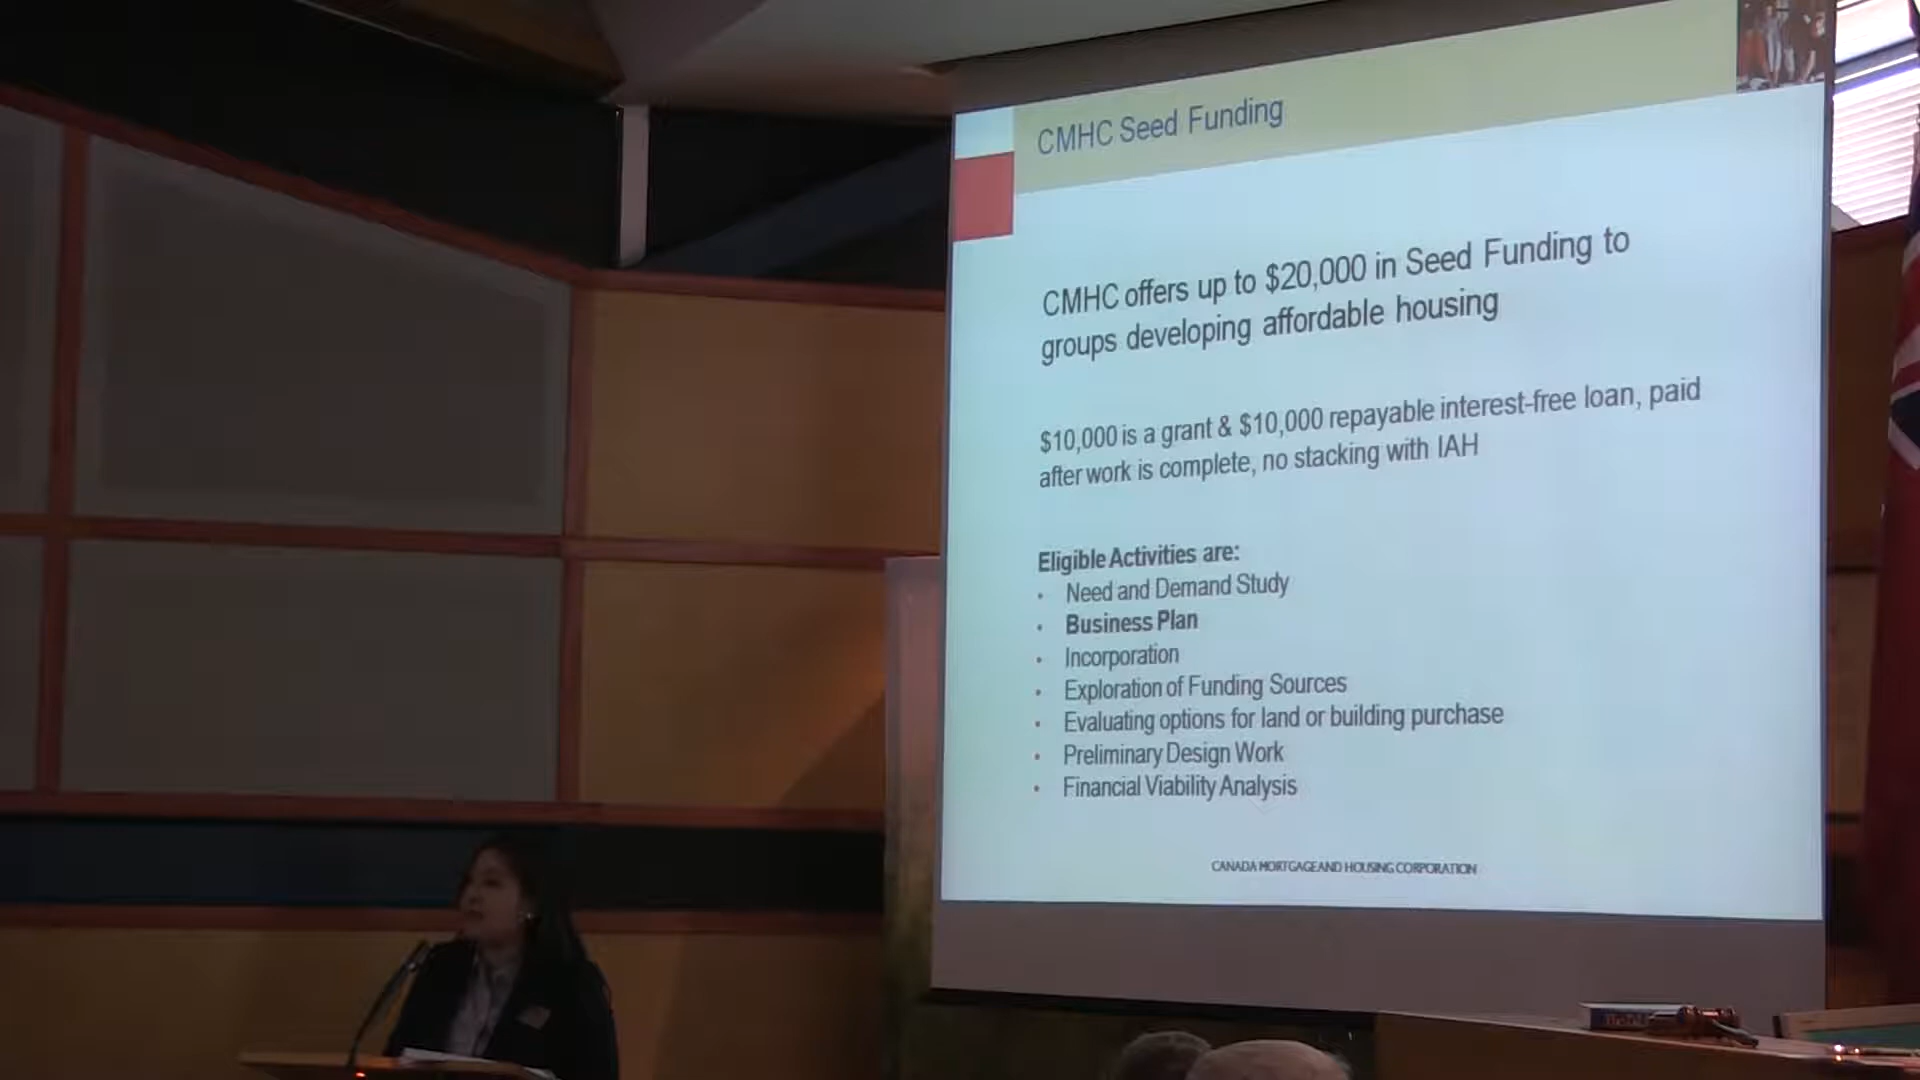 CMHC Seed Funding
CMHC offers up to $20,000 in Seed Funding to
groups developing affordable housing
$10,000 is a grant & $10,000 repayable interest-free loan, paid
after work is complete, no stacking with IAH
Eligible Activities are:
• Need and Demand Study
• Business Plan
• Incorporation
• Exploration of Funding Sources
• Evaluating options for land or building purchase
• Preliminary Design Work
• Financial Viability Analysis
CANADA MORTGAGE AND HOUSING CORPORATION